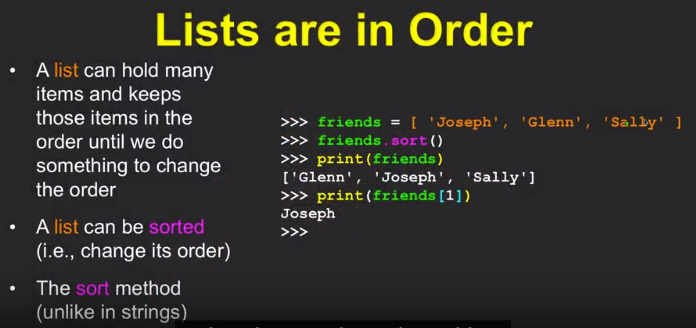 Lists are in Order
• A list can hold many
items and keeps
those items in the
order until we do
something to change
the order
• A list can be sorted
(i.e., change its order)
• The sort method
(unlike in strings)
>>> friends = [ 'Joseph', 'Glenn', 'Sally' ]
>>> friends.sort()
>>> print(friends)
['Glenn', 'Joseph', 'Sally']
>>> print(friends[1])
Joseph
>>>